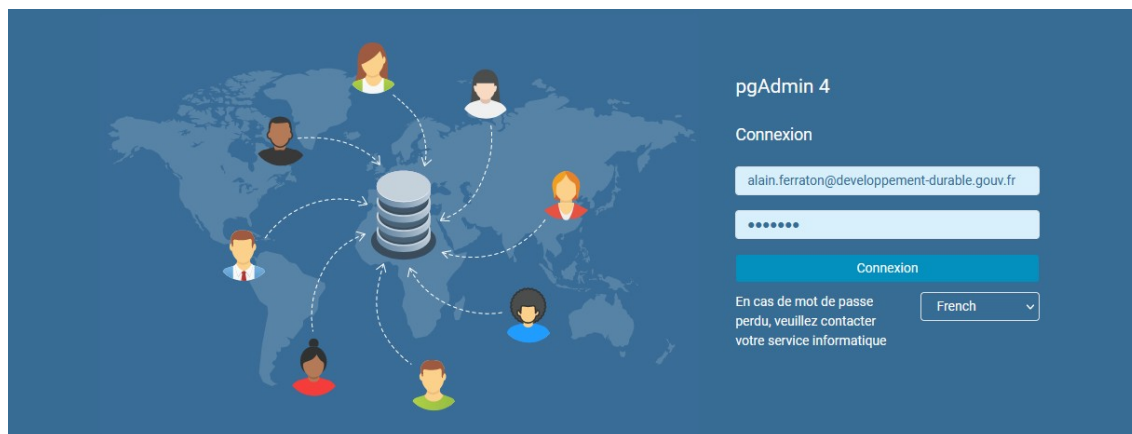 pgAdmin 4
Connexion
alain.ferraton@developpement-durable.gouv.fr
•••••••
Connexion
En cas de mot de passe
perdu, veuillez contacter
votre service informatique
French